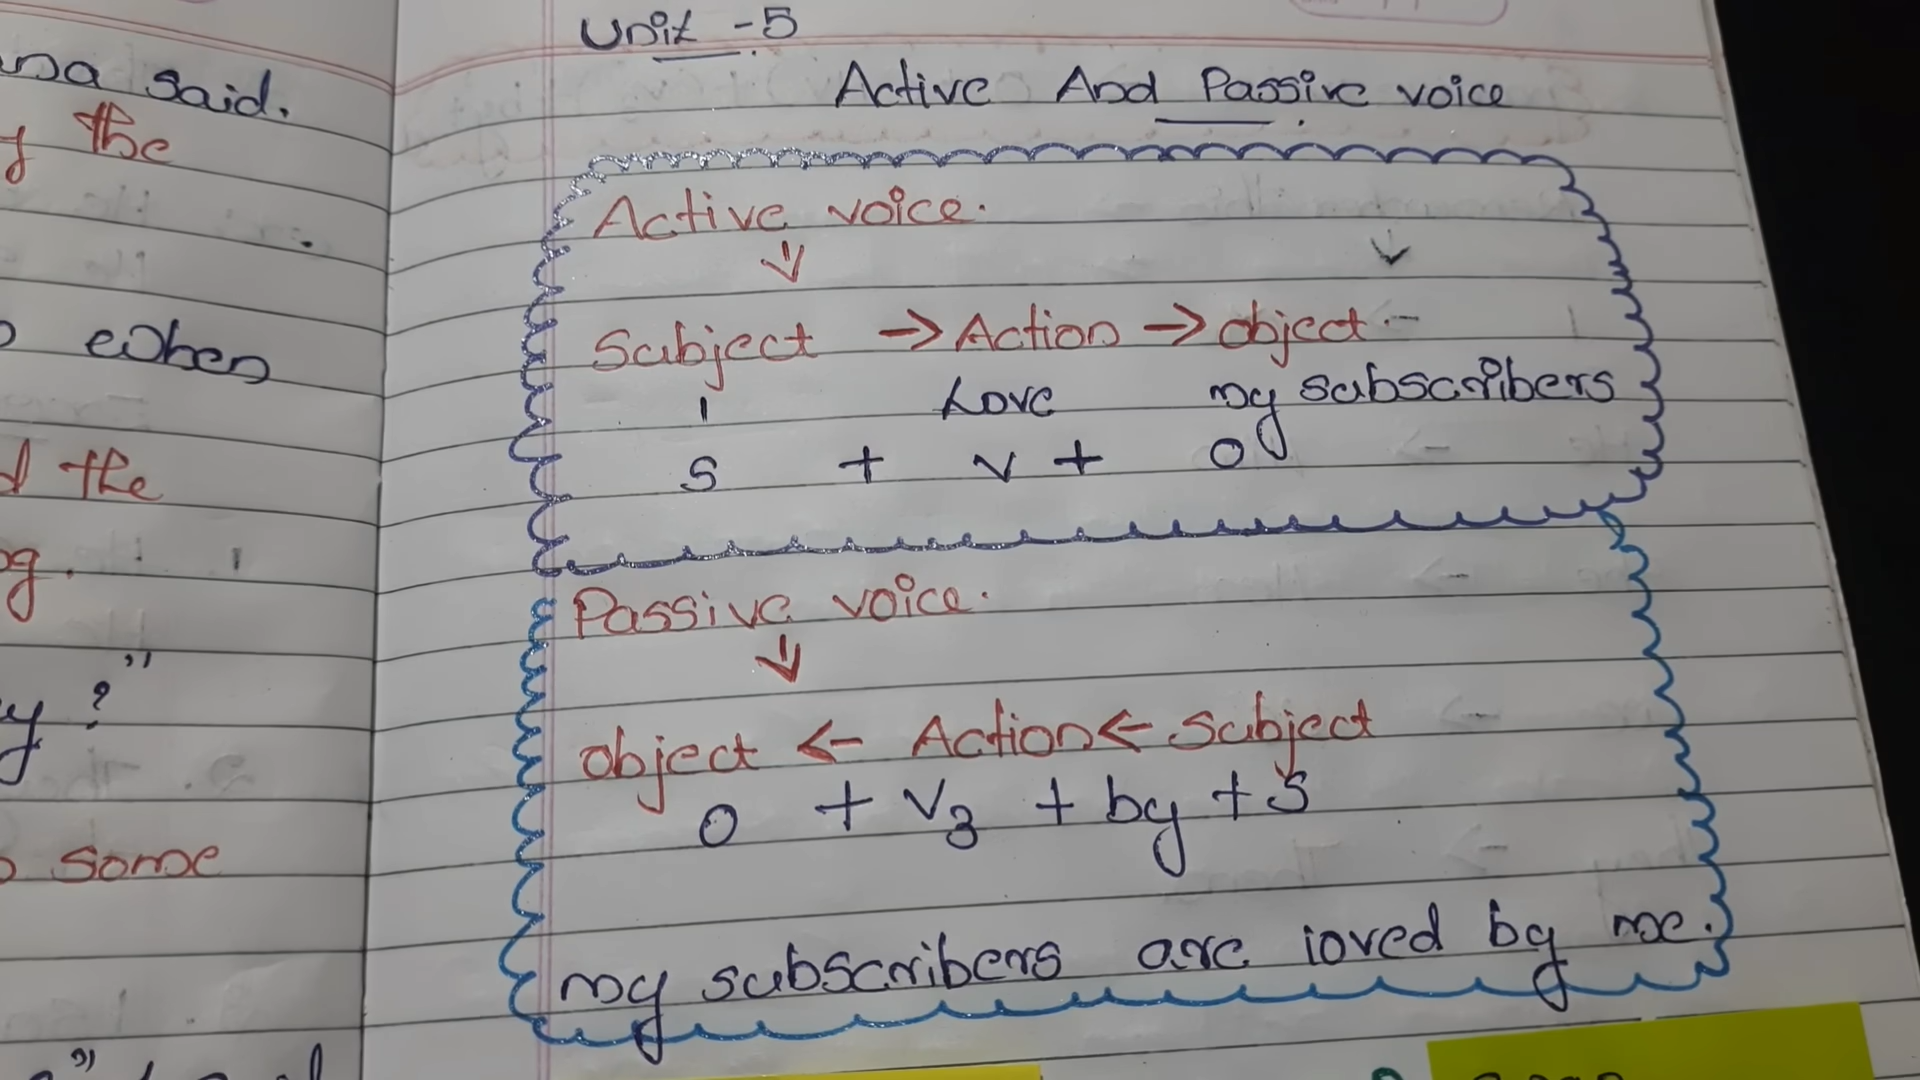 said.
the
when
the
?"
some
Unit - 5
Active And Passive voice
Active voice.
Subject → Action → object
I Love my subscribers
S + V + O
Passive voice.
object ← Action ← Subject
O + V3 + by + S
my subscribers are loved by me.